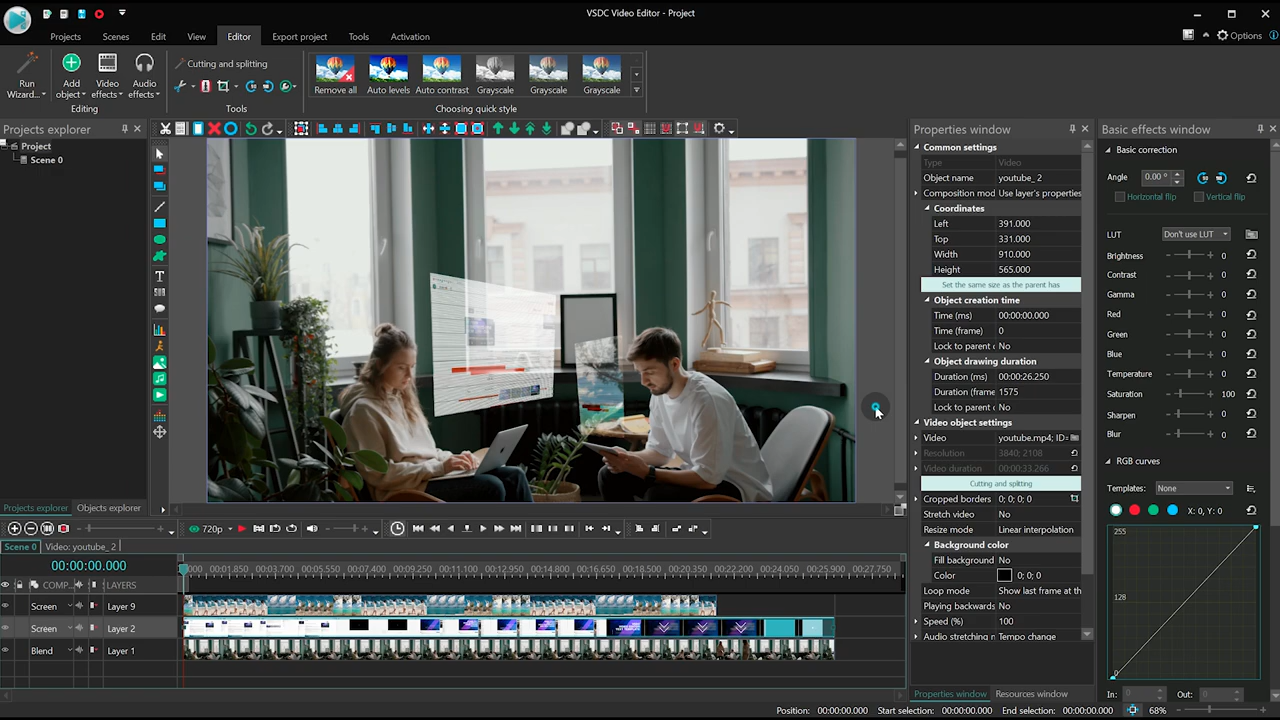 VSDC Video Editor - Project
Projects Scenes Edit View Editor Export project Tools Activation
Options
Run Wizard...
Add object
Video effects
Audio effects
Editing
Cutting and splitting
Tools
Remove all
Auto levels
Auto contrast
Grayscale
Grayscale
Grayscale
Choosing quick style
Projects explorer
Project
Scene 0
Projects explorer Objects explorer
Properties window
Common settings
Type Video
Object name youtube_ 2
Composition mod Use layer's properties
Coordinates
Left 391.000
Top 331.000
Width 910.000
Height 565.000
Set the same size as the parent has
Object creation time
Time (ms) 00:00:00.000
Time (frame) 0
Lock to parent No
Object drawing duration
Duration (ms) 00:00:26.250
Duration (frame 1575
Lock to parent No
Video object settings
Video youtube.mp4; ID=
Resolution 3840; 2108
Video duration 00:00:33.266
Cutting and splitting
Cropped borders 0; 0; 0; 0
Stretch video No
Resize mode Linear interpolation
Background color
Fill background No
Color 0; 0; 0
Loop mode Show last frame at th
Playing backwards No
Speed (%) 100
Audio stretching m Tempo change
Properties window Resources window
Basic effects window
Basic correction
Angle 0.00 °
Horizontal flip Vertical flip
LUT Don't use LUT
Brightness 0
Contrast 0
Gamma 0
Red 0
Green 0
Blue 0
Temperature 0
Saturation 100
Sharpen 0
Blur 0
RGB curves
Templates: None
X: 0, Y: 0
255
128
0
In: 0 Out: 0
720p
Scene 0 Video: youtube_ 2
00:00:00.000
000 00:01.850 00:03.700 00:05.550 00:07.400 00:09.250 00:11.100 00:12.950 00:14.800 00:16.650 00:18.500 00:20.350 00:22.200 00:24.050 00:25.900 00:27.750
COMP... LAYERS
Screen Layer 9
Screen Layer 2
Blend Layer 1
Position: 00:00:00.000 Start selection: 00:00:00.000 End selection: 00:00:00.000 68%